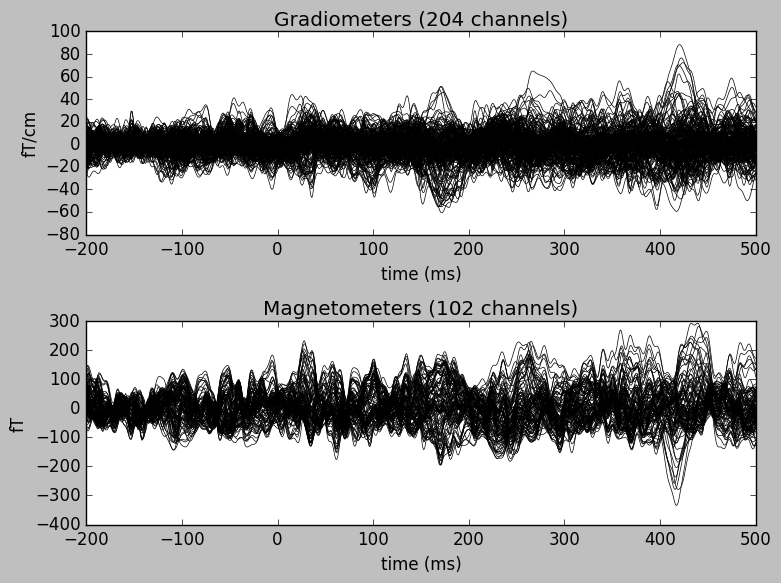 Gradiometers (204 channels)
100
80
60
40
20
0
−20
−40
−60
−80
fT/cm
−200 −100 0 100 200 300 400 500
time (ms)
Magnetometers (102 channels)
300
200
100
0
−100
−200
−300
−400
fT
−200 −100 0 100 200 300 400 500
time (ms)